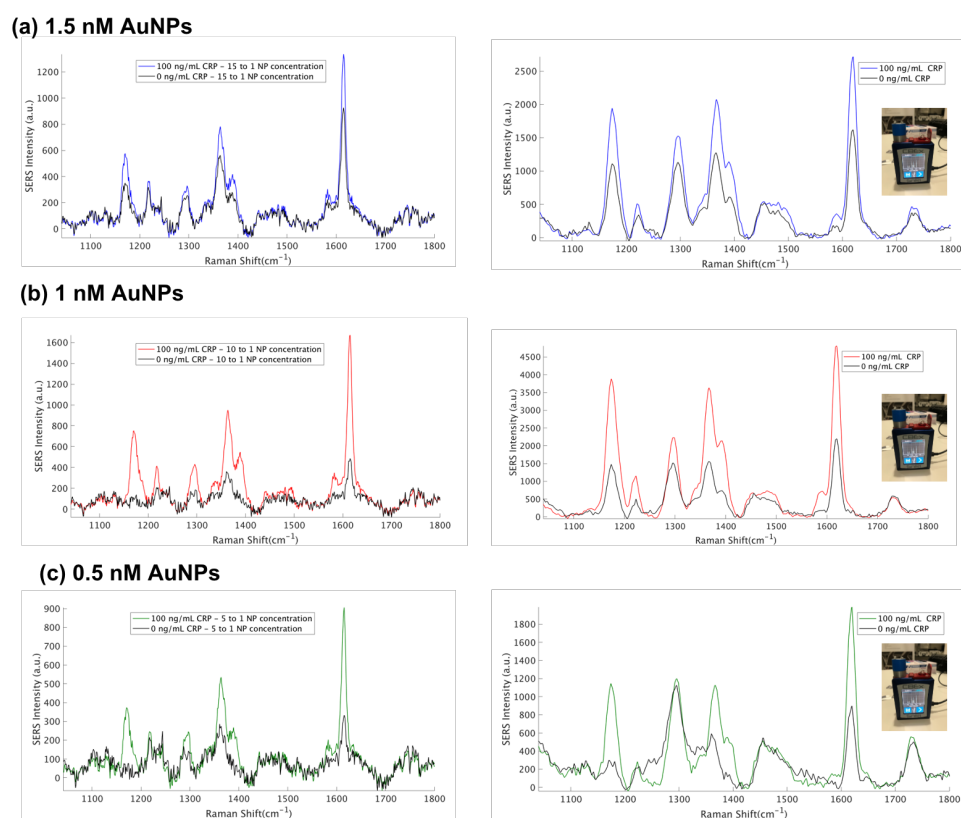 (a) 1.5 nM AuNPs
SERS Intensity (a.u.)
1200
1000
800
600
400
200
0
100 ng/mL CRP – 15 to 1 NP concentration
0 ng/mL CRP – 15 to 1 NP concentration
1100 1200 1300 1400 1500 1600 1700 1800
Raman Shift(cm⁻¹)
SERS Intensity (a.u.)
2500
2000
1500
1000
500
0
100 ng/mL CRP
0 ng/mL CRP
1100 1200 1300 1400 1500 1600 1700 1800
Raman Shift(cm⁻¹)
(b) 1 nM AuNPs
SERS Intensity (a.u.)
1600
1400
1200
1000
800
600
400
200
0
100 ng/mL CRP – 10 to 1 NP concentration
0 ng/mL CRP – 10 to 1 NP concentration
1100 1200 1300 1400 1500 1600 1700 1800
Raman Shift(cm⁻¹)
SERS Intensity (a.u.)
4500
4000
3500
3000
2500
2000
1500
1000
500
0
100 ng/mL CRP
0 ng/mL CRP
1100 1200 1300 1400 1500 1600 1700 1800
Raman Shift(cm⁻¹)
(c) 0.5 nM AuNPs
SERS Intensity (a.u.)
900
800
700
600
500
400
300
200
100
0
100 ng/mL CRP – 5 to 1 NP concentration
0 ng/mL CRP – 5 to 1 NP concentration
1100 1200 1300 1400 1500 1600 1700 1800
Raman Shift(cm⁻¹)
SERS Intensity (a.u.)
1800
1600
1400
1200
1000
800
600
400
200
0
100 ng/mL CRP
0 ng/mL CRP
1100 1200 1300 1400 1500 1600 1700 1800
Raman Shift(cm⁻¹)